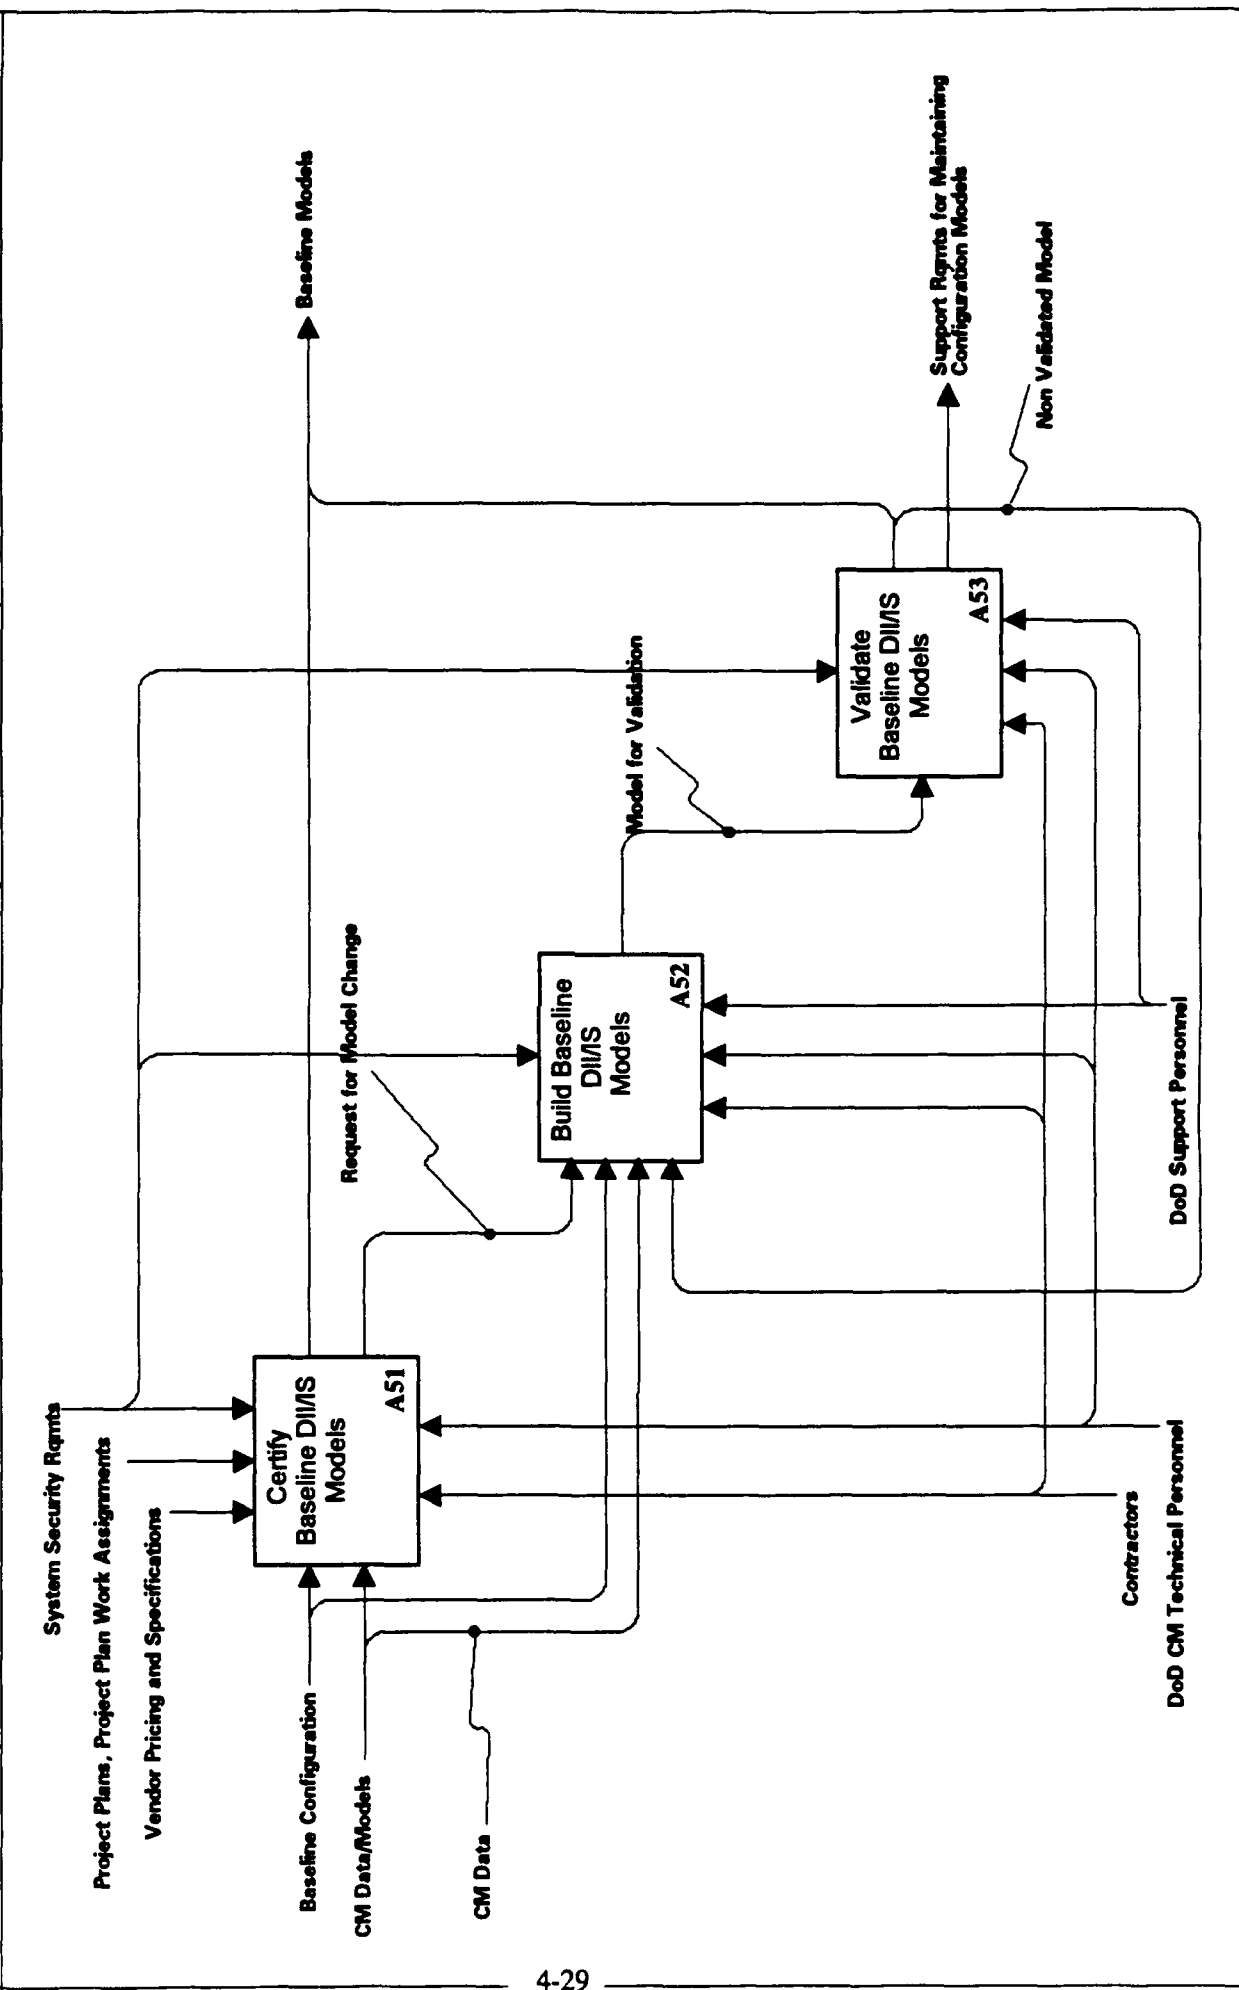 System Security Rqmts
Project Plans, Project Plan Work Assignments
Vendor Pricing and Specifications
Baseline Configuration
CM Data/Models
CM Data
Certify
Baseline DII/IS
Models
A51
Request for Model Change
Build Baseline
DII/IS
Models
A52
Model for Validation
Validate
Baseline DII/IS
Models
A53
Baseline Models
Support Rqmts for Maintaining
Configuration Models
Non Validated Model
Contractors
DoD CM Technical Personnel
DoD Support Personnel
4-29